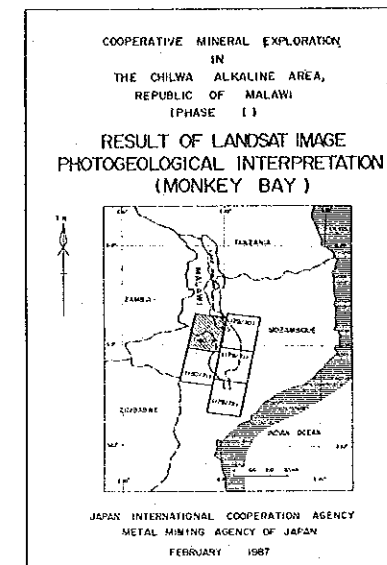 COOPERATIVE MINERAL EXPLORATION
IN
THE CHILWA ALKALINE AREA,
REPUBLIC OF MALAWI
(PHASE I)
RESULT OF LANDSAT IMAGE
PHOTOGEOLOGICAL INTERPRETATION
(MONKEY BAY)
TANZANIA
MALAWI
ZAMBIA
MOZAMBIQUE
ZIMBABWE
INDIAN OCEAN
JAPAN INTERNATIONAL COOPERATION AGENCY
METAL MINING AGENCY OF JAPAN
FEBRUARY 1987